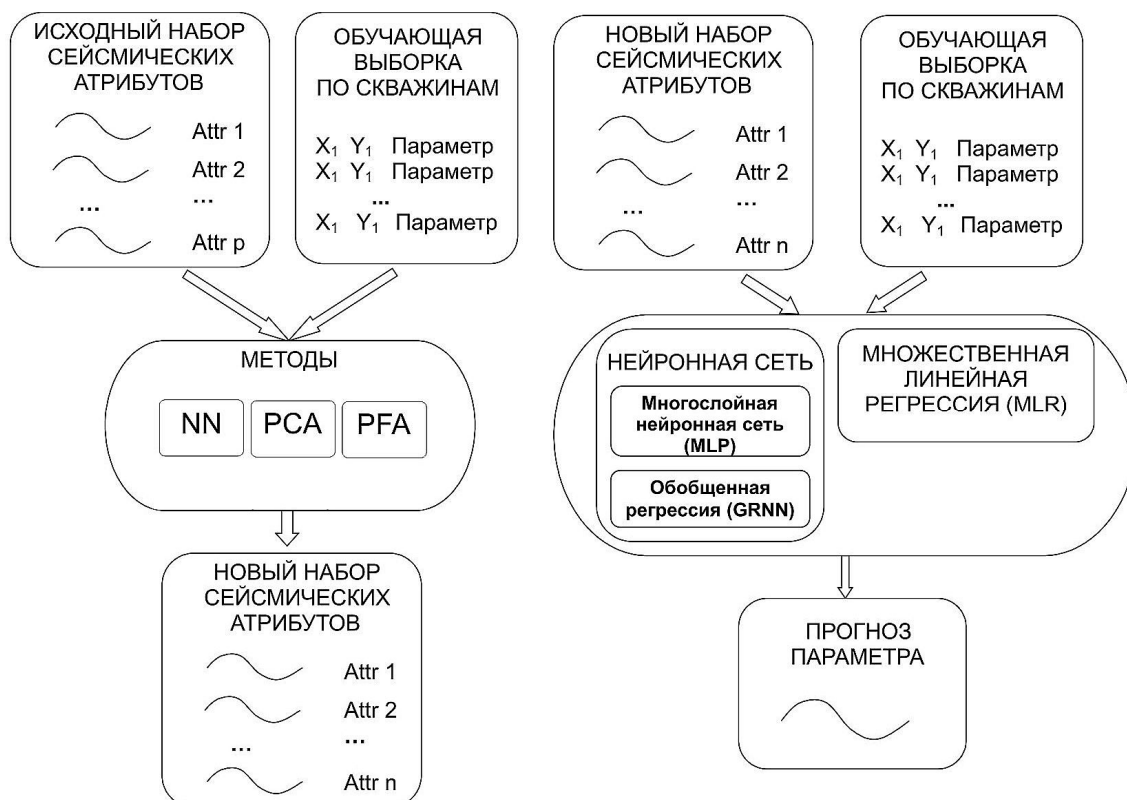 ИСХОДНЫЙ НАБОР
СЕЙСМИЧЕСКИХ
АТРИБУТОВ
Attr 1
Attr 2
... ...
Attr p
ОБУЧАЮЩАЯ
ВЫБОРКА
ПО СКВАЖИНАМ
X₁ Y₁ Параметр
X₁ Y₁ Параметр
...
X₁ Y₁ Параметр
МЕТОДЫ
NN PCA PFA
НОВЫЙ НАБОР
СЕЙСМИЧЕСКИХ
АТРИБУТОВ
Attr 1
Attr 2
... ...
Attr n
НОВЫЙ НАБОР
СЕЙСМИЧЕСКИХ
АТРИБУТОВ
Attr 1
Attr 2
... ...
Attr n
ОБУЧАЮЩАЯ
ВЫБОРКА
ПО СКВАЖИНАМ
X₁ Y₁ Параметр
X₁ Y₁ Параметр
...
X₁ Y₁ Параметр
НЕЙРОННАЯ СЕТЬ
Многослойная
нейронная сеть
(MLP)
Обобщенная
регрессия (GRNN)
МНОЖЕСТВЕННАЯ
ЛИНЕЙНАЯ
РЕГРЕССИЯ (MLR)
ПРОГНОЗ
ПАРАМЕТРА